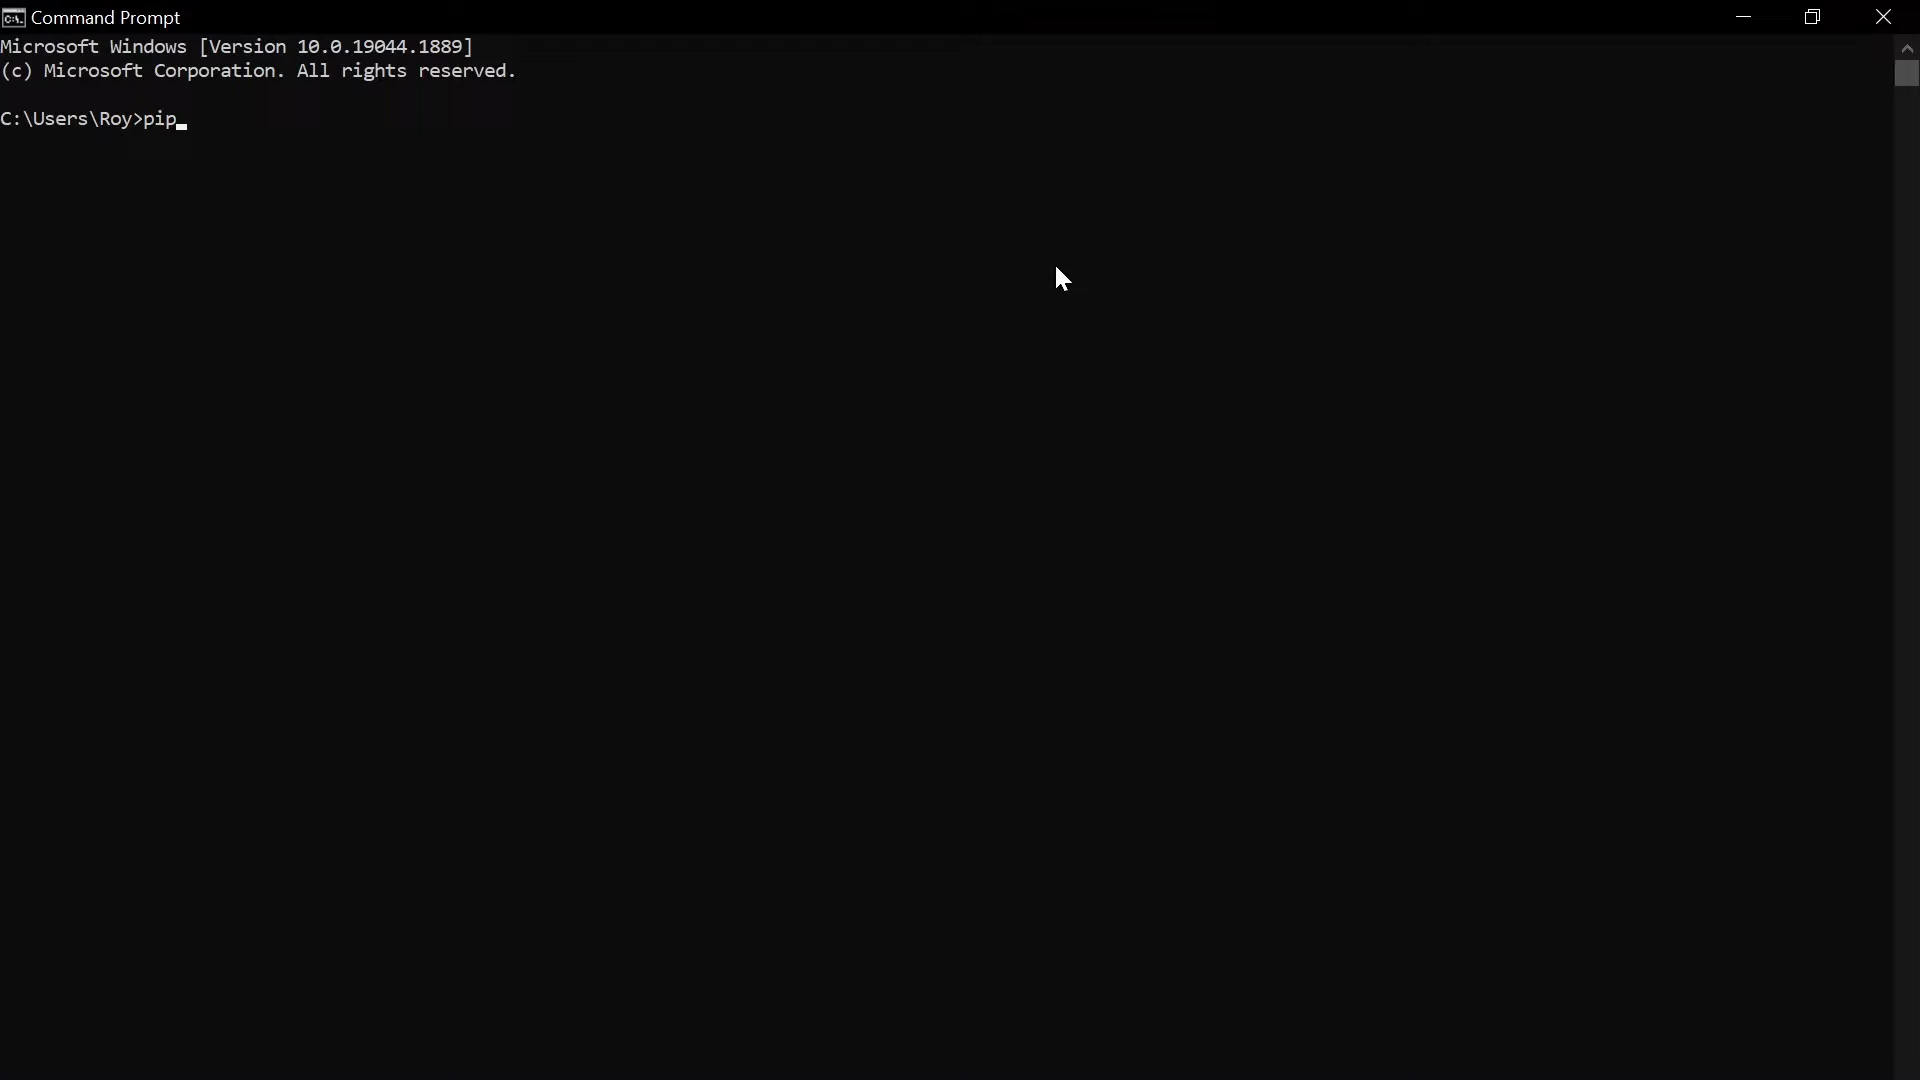 Command Prompt
Microsoft Windows [Version 10.0.19044.1889]
(c) Microsoft Corporation. All rights reserved.
C:\Users\Roy>pip